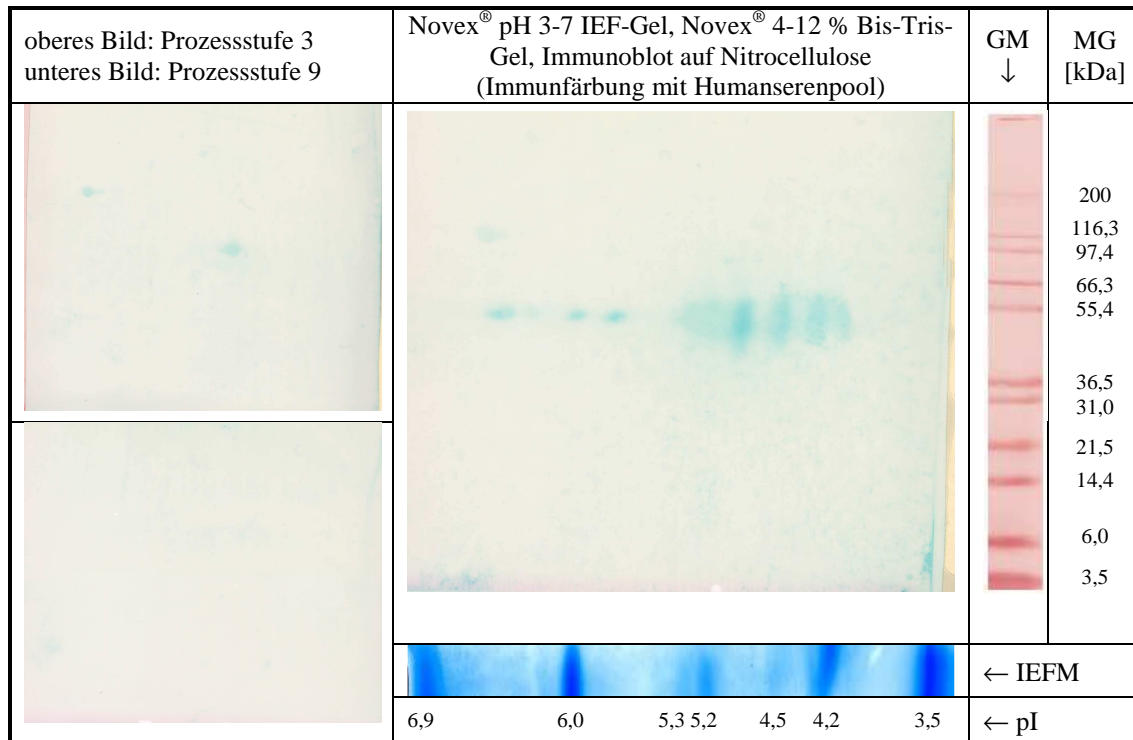 oberes Bild: Prozessstufe 3
unteres Bild: Prozessstufe 9
Novex® pH 3-7 IEF-Gel, Novex® 4-12 % Bis-Tris-
Gel, Immunoblot auf Nitrocellulose
(Immunfärbung mit Humanserenpool)
GM
↓
MG
[kDa]
200
116,3
97,4
66,3
55,4
36,5
31,0
21,5
14,4
6,0
3,5
← IEFM
6,9 6,0 5,3 5,2 4,5 4,2 3,5 ← pI